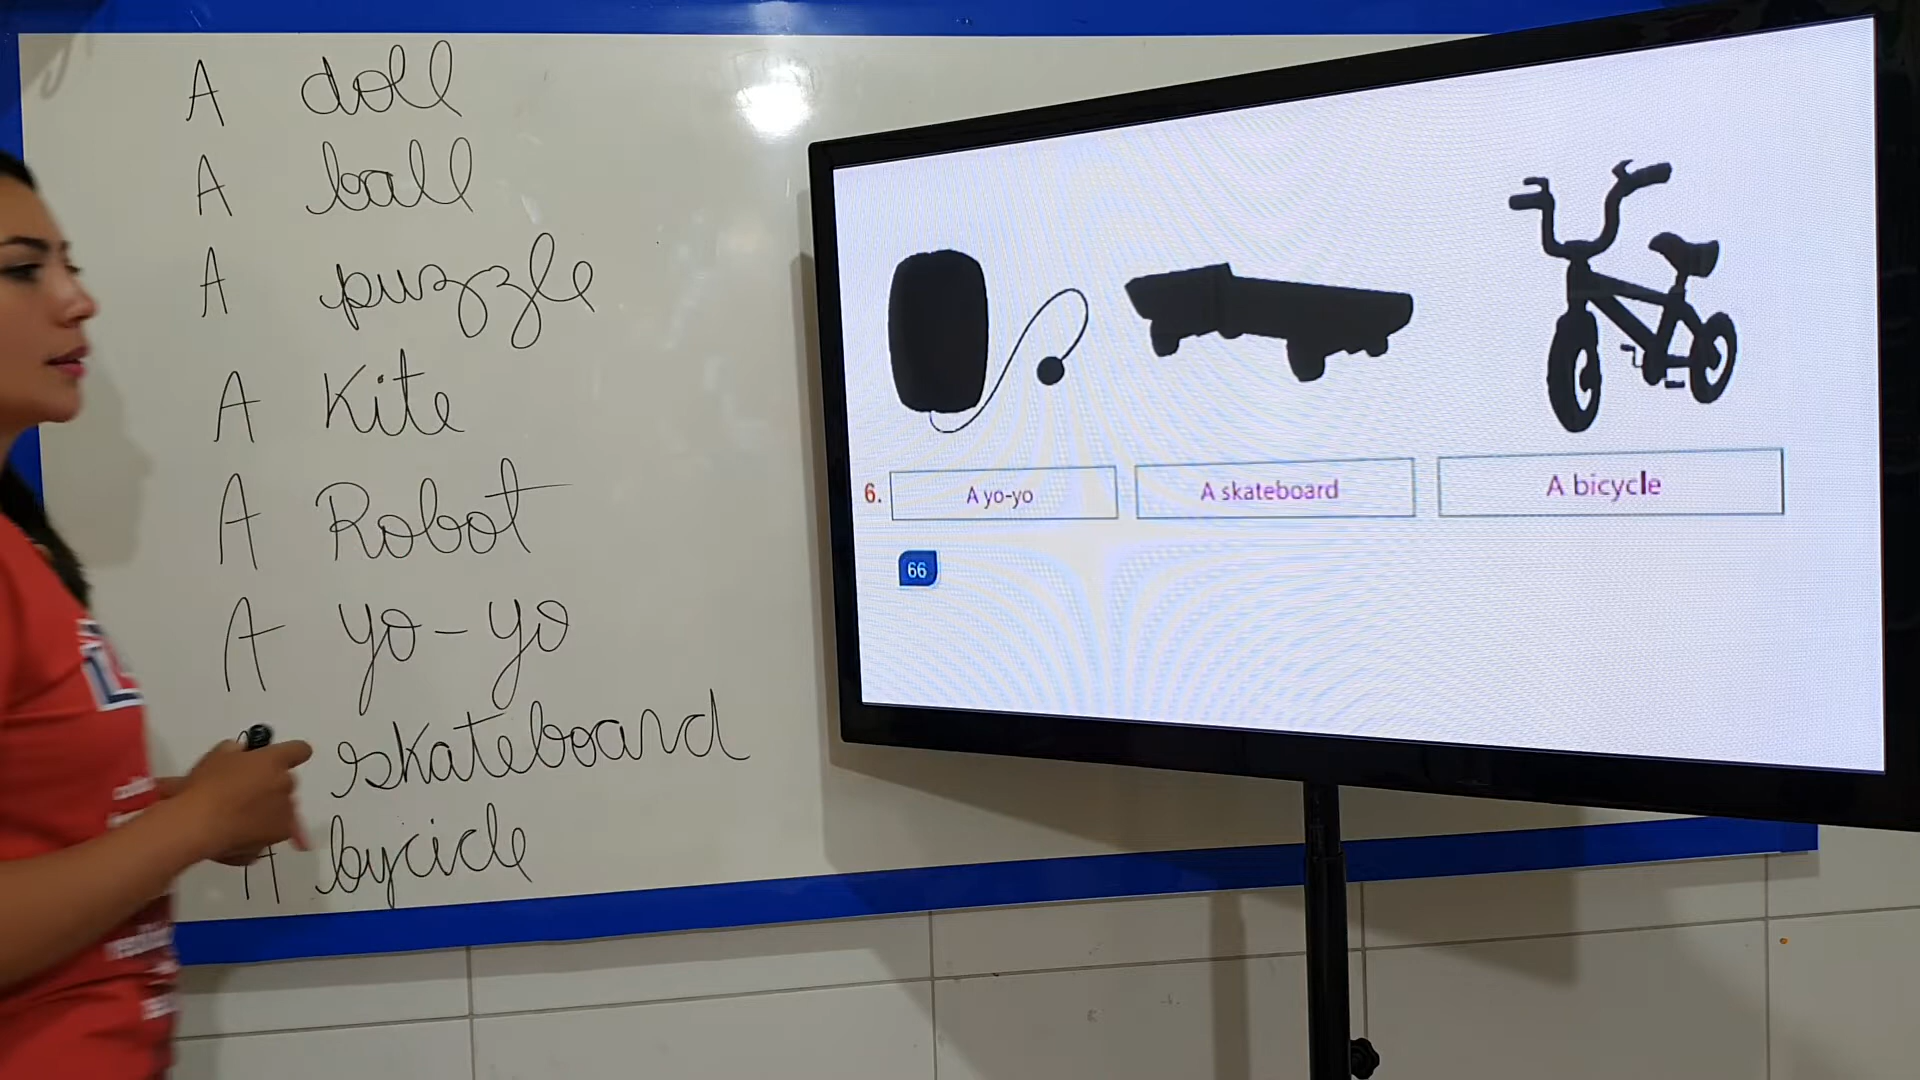 A doll
A ball
A puzzle
A Kite
A Robot
A yo-yo
skateboard
A bycicle
6. A yo-yo A skateboard A bicycle
66